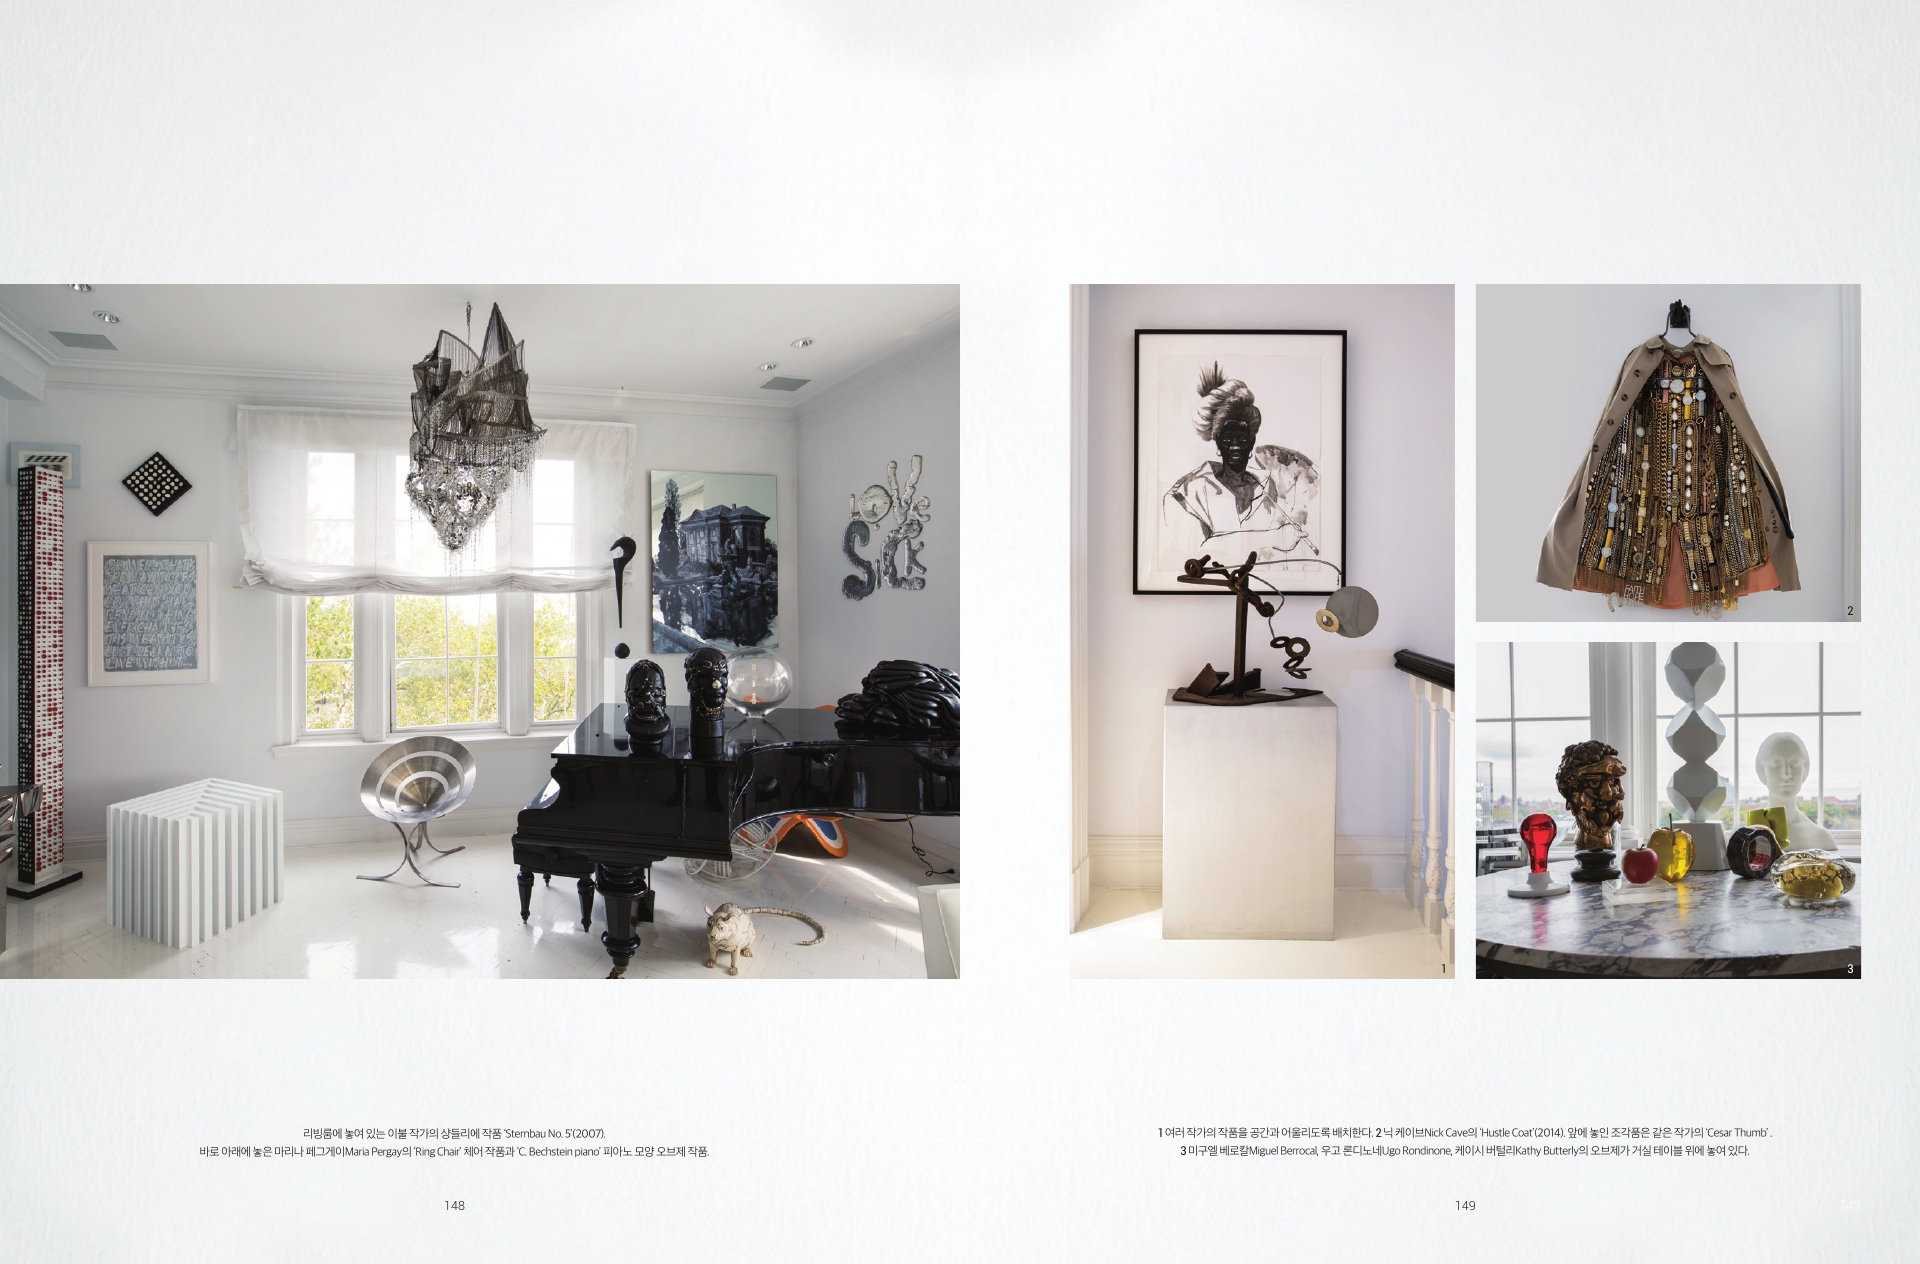 LOVE
SICK
FAITH
HOPE
2
1
3
리빙룸에 놓여 있는 이불 작가의 샹들리에 작품 ‘Sternbau No. 5’(2007).
바로 아래에 놓은 마리나 페그게이Maria Pergay의 ‘Ring Chair’ 체어 작품과 ‘C. Bechstein piano’ 피아노 모양 오브제 작품.
148
1 여러 작가의 작품을 공간과 어울리도록 배치한다. 2 닉 케이브Nick Cave의 ‘Hustle Coat’(2014). 앞에 놓인 조각품은 같은 작가의 ‘Cesar Thumb’ .
3 미구엘 베로칼Miguel Berrocal, 우고 론디노네Ugo Rondinone, 케이시 버털리Kathy Butterly의 오브제가 거실 테이블 위에 놓여 있다.
149
149